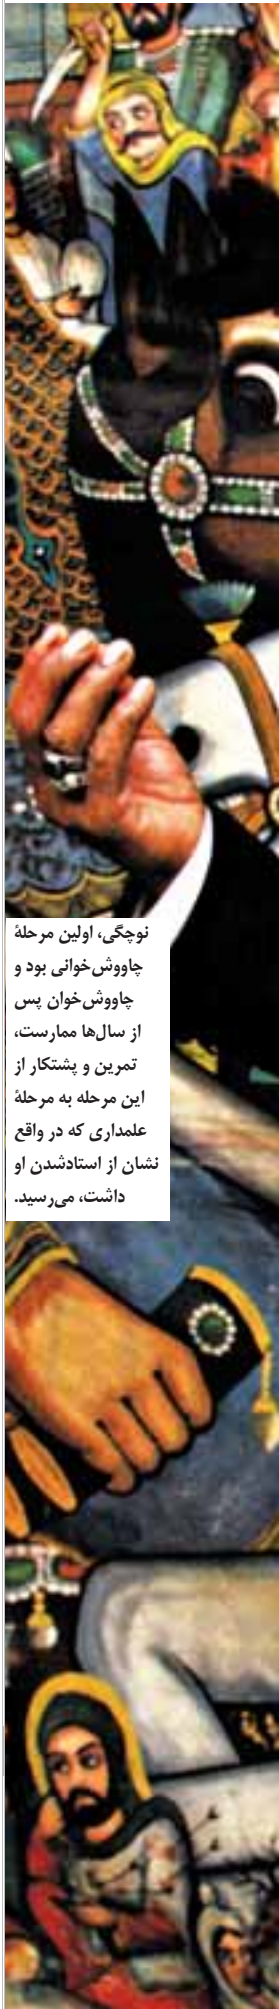 نوچگی، اولین مرحلهٔ
چاووش‌خوانی بود و
چاووش‌خوان پس
از سال‌ها ممارست،
تمرین و پشتکار از
این مرحله به مرحلهٔ
علمداری که در واقع
نشان از استادشدن او
داشت، می‌رسید.